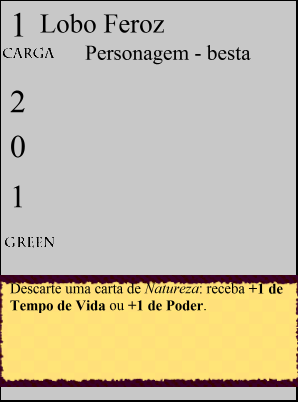 1 Lobo Feroz
CARGA Personagem - besta
2
0
1
GREEN
Descarte uma carta de Natureza: receba +1 de
Tempo de Vida ou +1 de Poder.